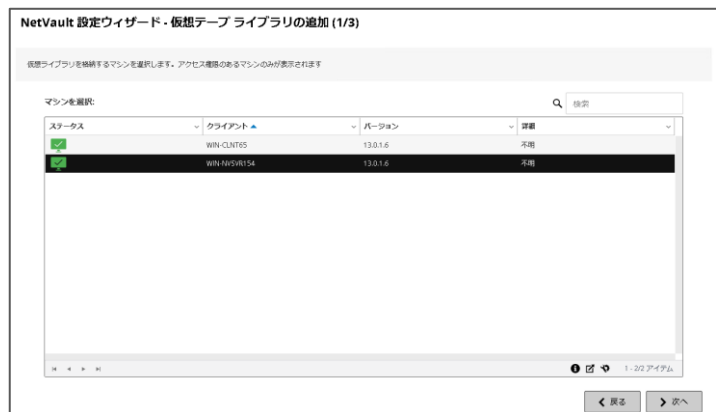 NetVault 設定ウィザード - 仮想テープ ライブラリの追加 (1/3)
仮想ライブラリを格納するマシンを選択します。アクセス権限のあるマシンのみが表示されます
マシンを選択:
検索
ステータス クライアント バージョン 詳細
WIN-CLNT65 13.0.1.6 不明
WIN-NVSVR154 13.0.1.6 不明
1 - 2/2 アイテム
戻る 次へ